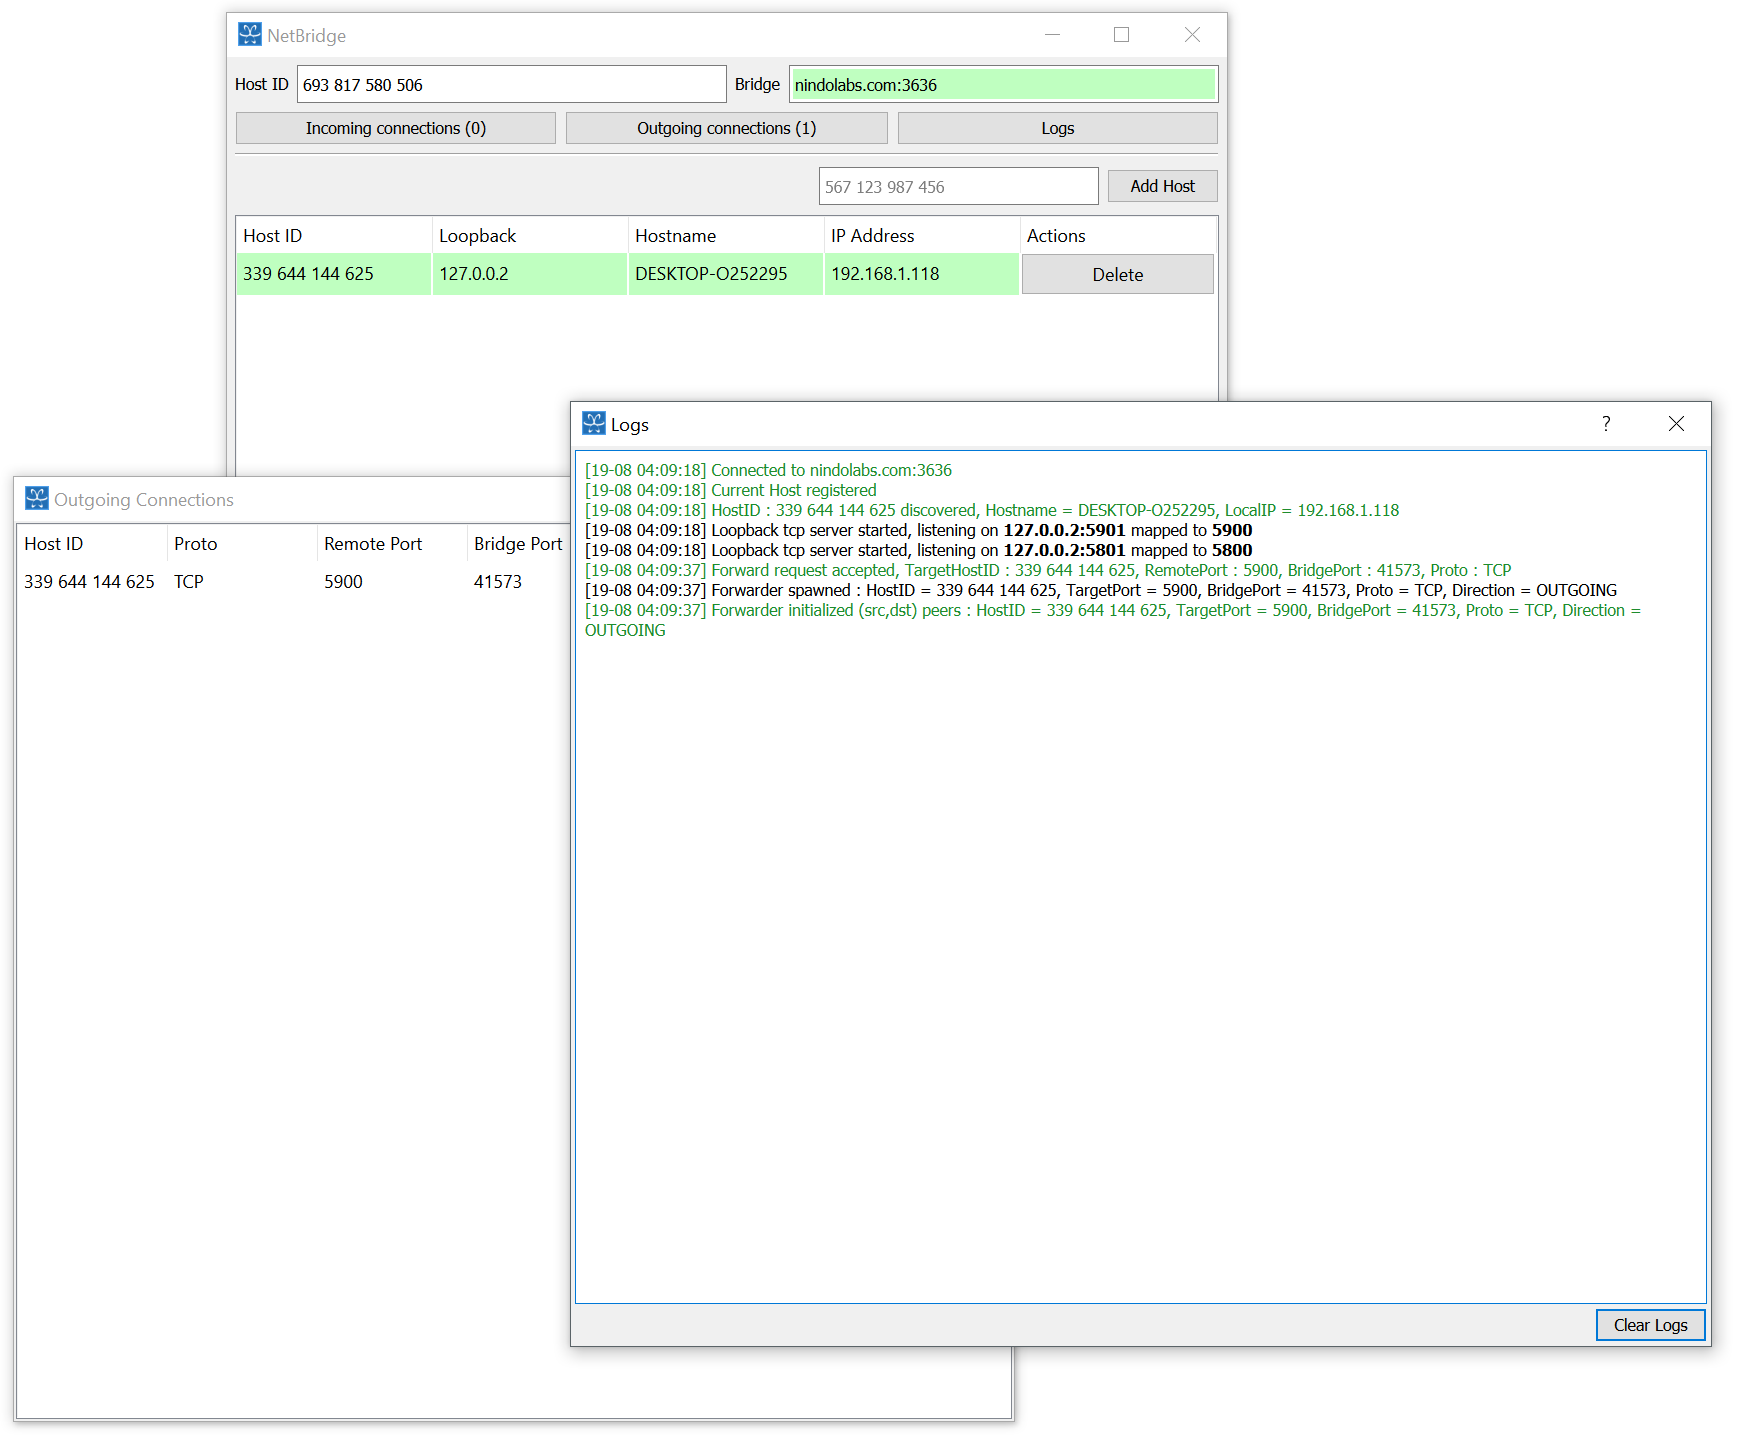 NetBridge
Host ID 693 817 580 506 Bridge nindolabs.com:3636
Incoming connections (0) Outgoing connections (1) Logs
567 123 987 456 Add Host
Host ID Loopback Hostname IP Address Actions
339 644 144 625 127.0.0.2 DESKTOP-O252295 192.168.1.118 Delete
Outgoing Connections
Host ID Proto Remote Port Bridge Port
339 644 144 625 TCP 5900 41573
Logs ?
[19-08 04:09:18] Connected to nindolabs.com:3636
[19-08 04:09:18] Current Host registered
[19-08 04:09:18] HostID : 339 644 144 625 discovered, Hostname = DESKTOP-O252295, LocalIP = 192.168.1.118
[19-08 04:09:18] Loopback tcp server started, listening on 127.0.0.2:5901 mapped to 5900
[19-08 04:09:18] Loopback tcp server started, listening on 127.0.0.2:5801 mapped to 5800
[19-08 04:09:37] Forward request accepted, TargetHostID : 339 644 144 625, RemotePort : 5900, BridgePort : 41573, Proto : TCP
[19-08 04:09:37] Forwarder spawned : HostID = 339 644 144 625, TargetPort = 5900, BridgePort = 41573, Proto = TCP, Direction = OUTGOING
[19-08 04:09:37] Forwarder initialized (src,dst) peers : HostID = 339 644 144 625, TargetPort = 5900, BridgePort = 41573, Proto = TCP, Direction =
OUTGOING
Clear Logs